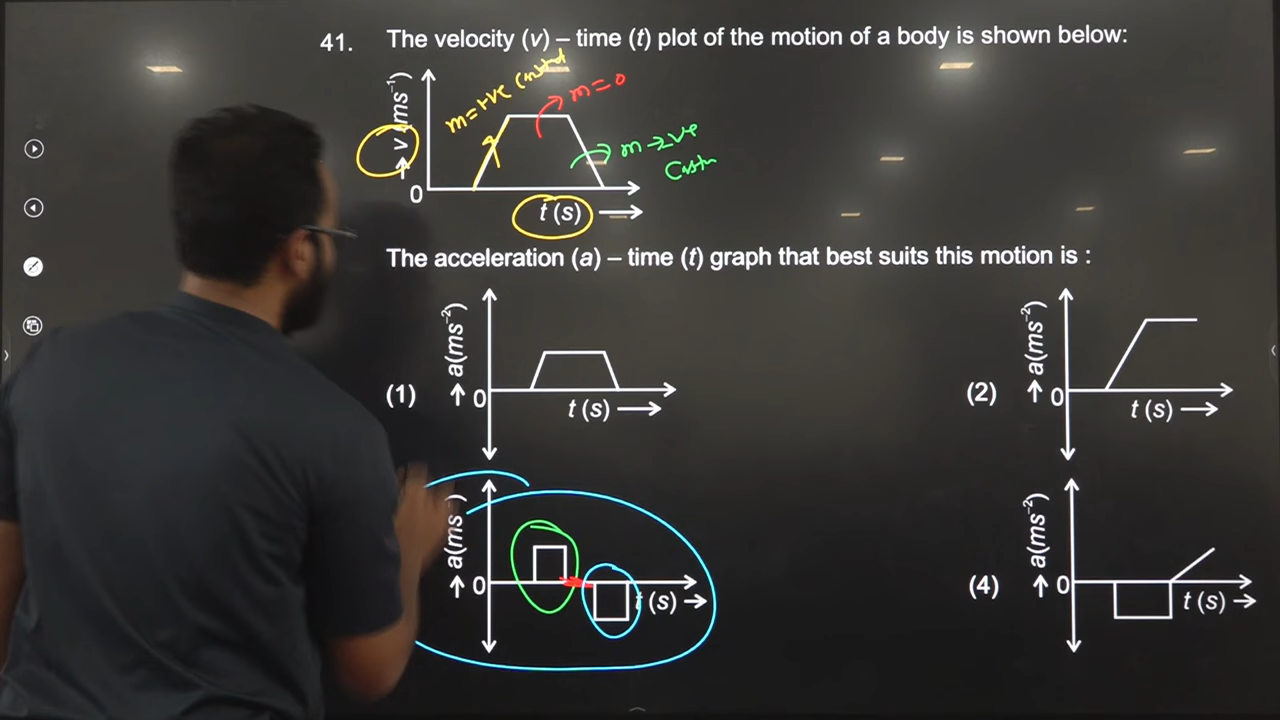 41. The velocity (v) – time (t) plot of the motion of a body is shown below:
v (ms⁻¹)
m=+ve
m=0
m→-ve
0
t (s)
The acceleration (a) – time (t) graph that best suits this motion is :
(1)
a(ms⁻²)
0
t (s)
(2)
a(ms⁻²)
0
t (s)
a(ms
0
t (s)
(4)
a(ms⁻²)
0
t (s)